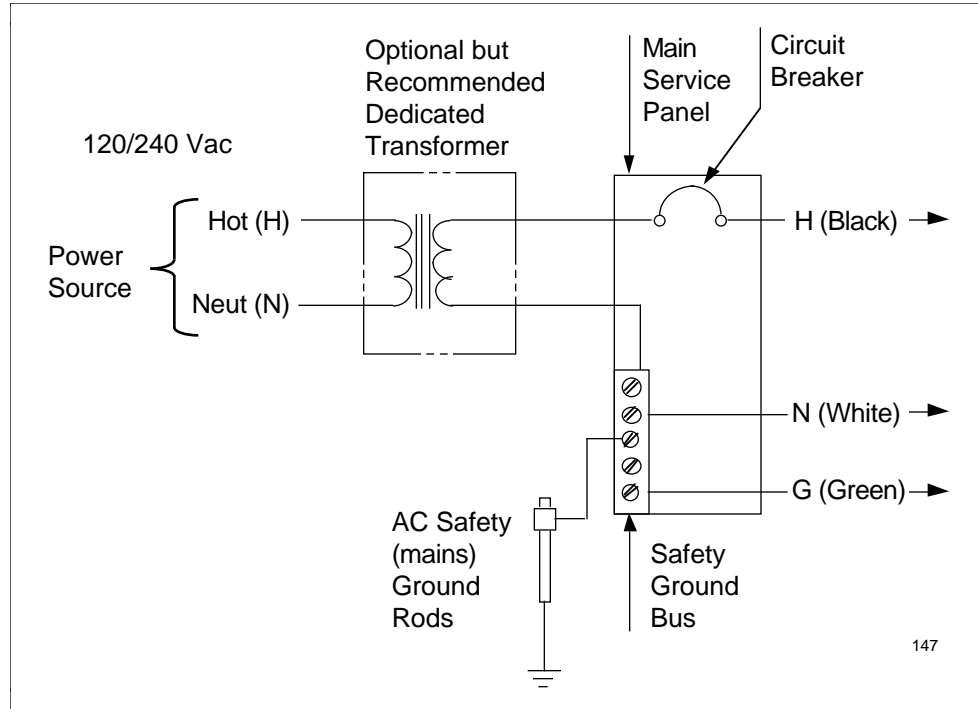 Optional but
Recommended
Dedicated
Transformer
Main
Service
Panel
Circuit
Breaker
120/240 Vac
Power
Source
Hot (H)
Neut (N)
H (Black)
N (White)
G (Green)
AC Safety
(mains)
Ground
Rods
Safety
Ground
Bus
147